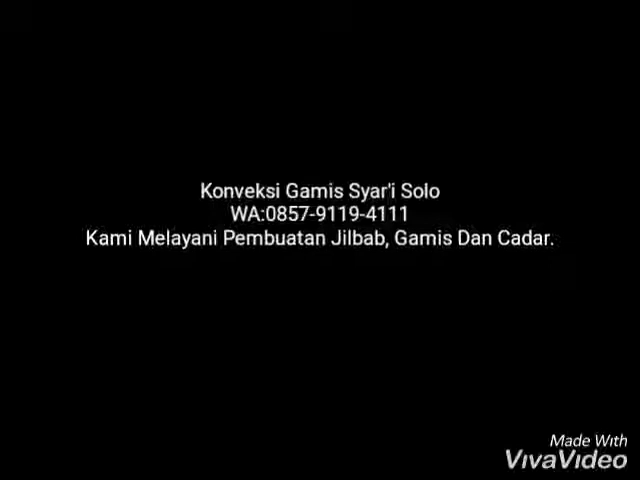 Konveksi Gamis Syar'i Solo
WA:0857-9119-4111
Kami Melayani Pembuatan Jilbab, Gamis Dan Cadar.
Made With
VivaVideo